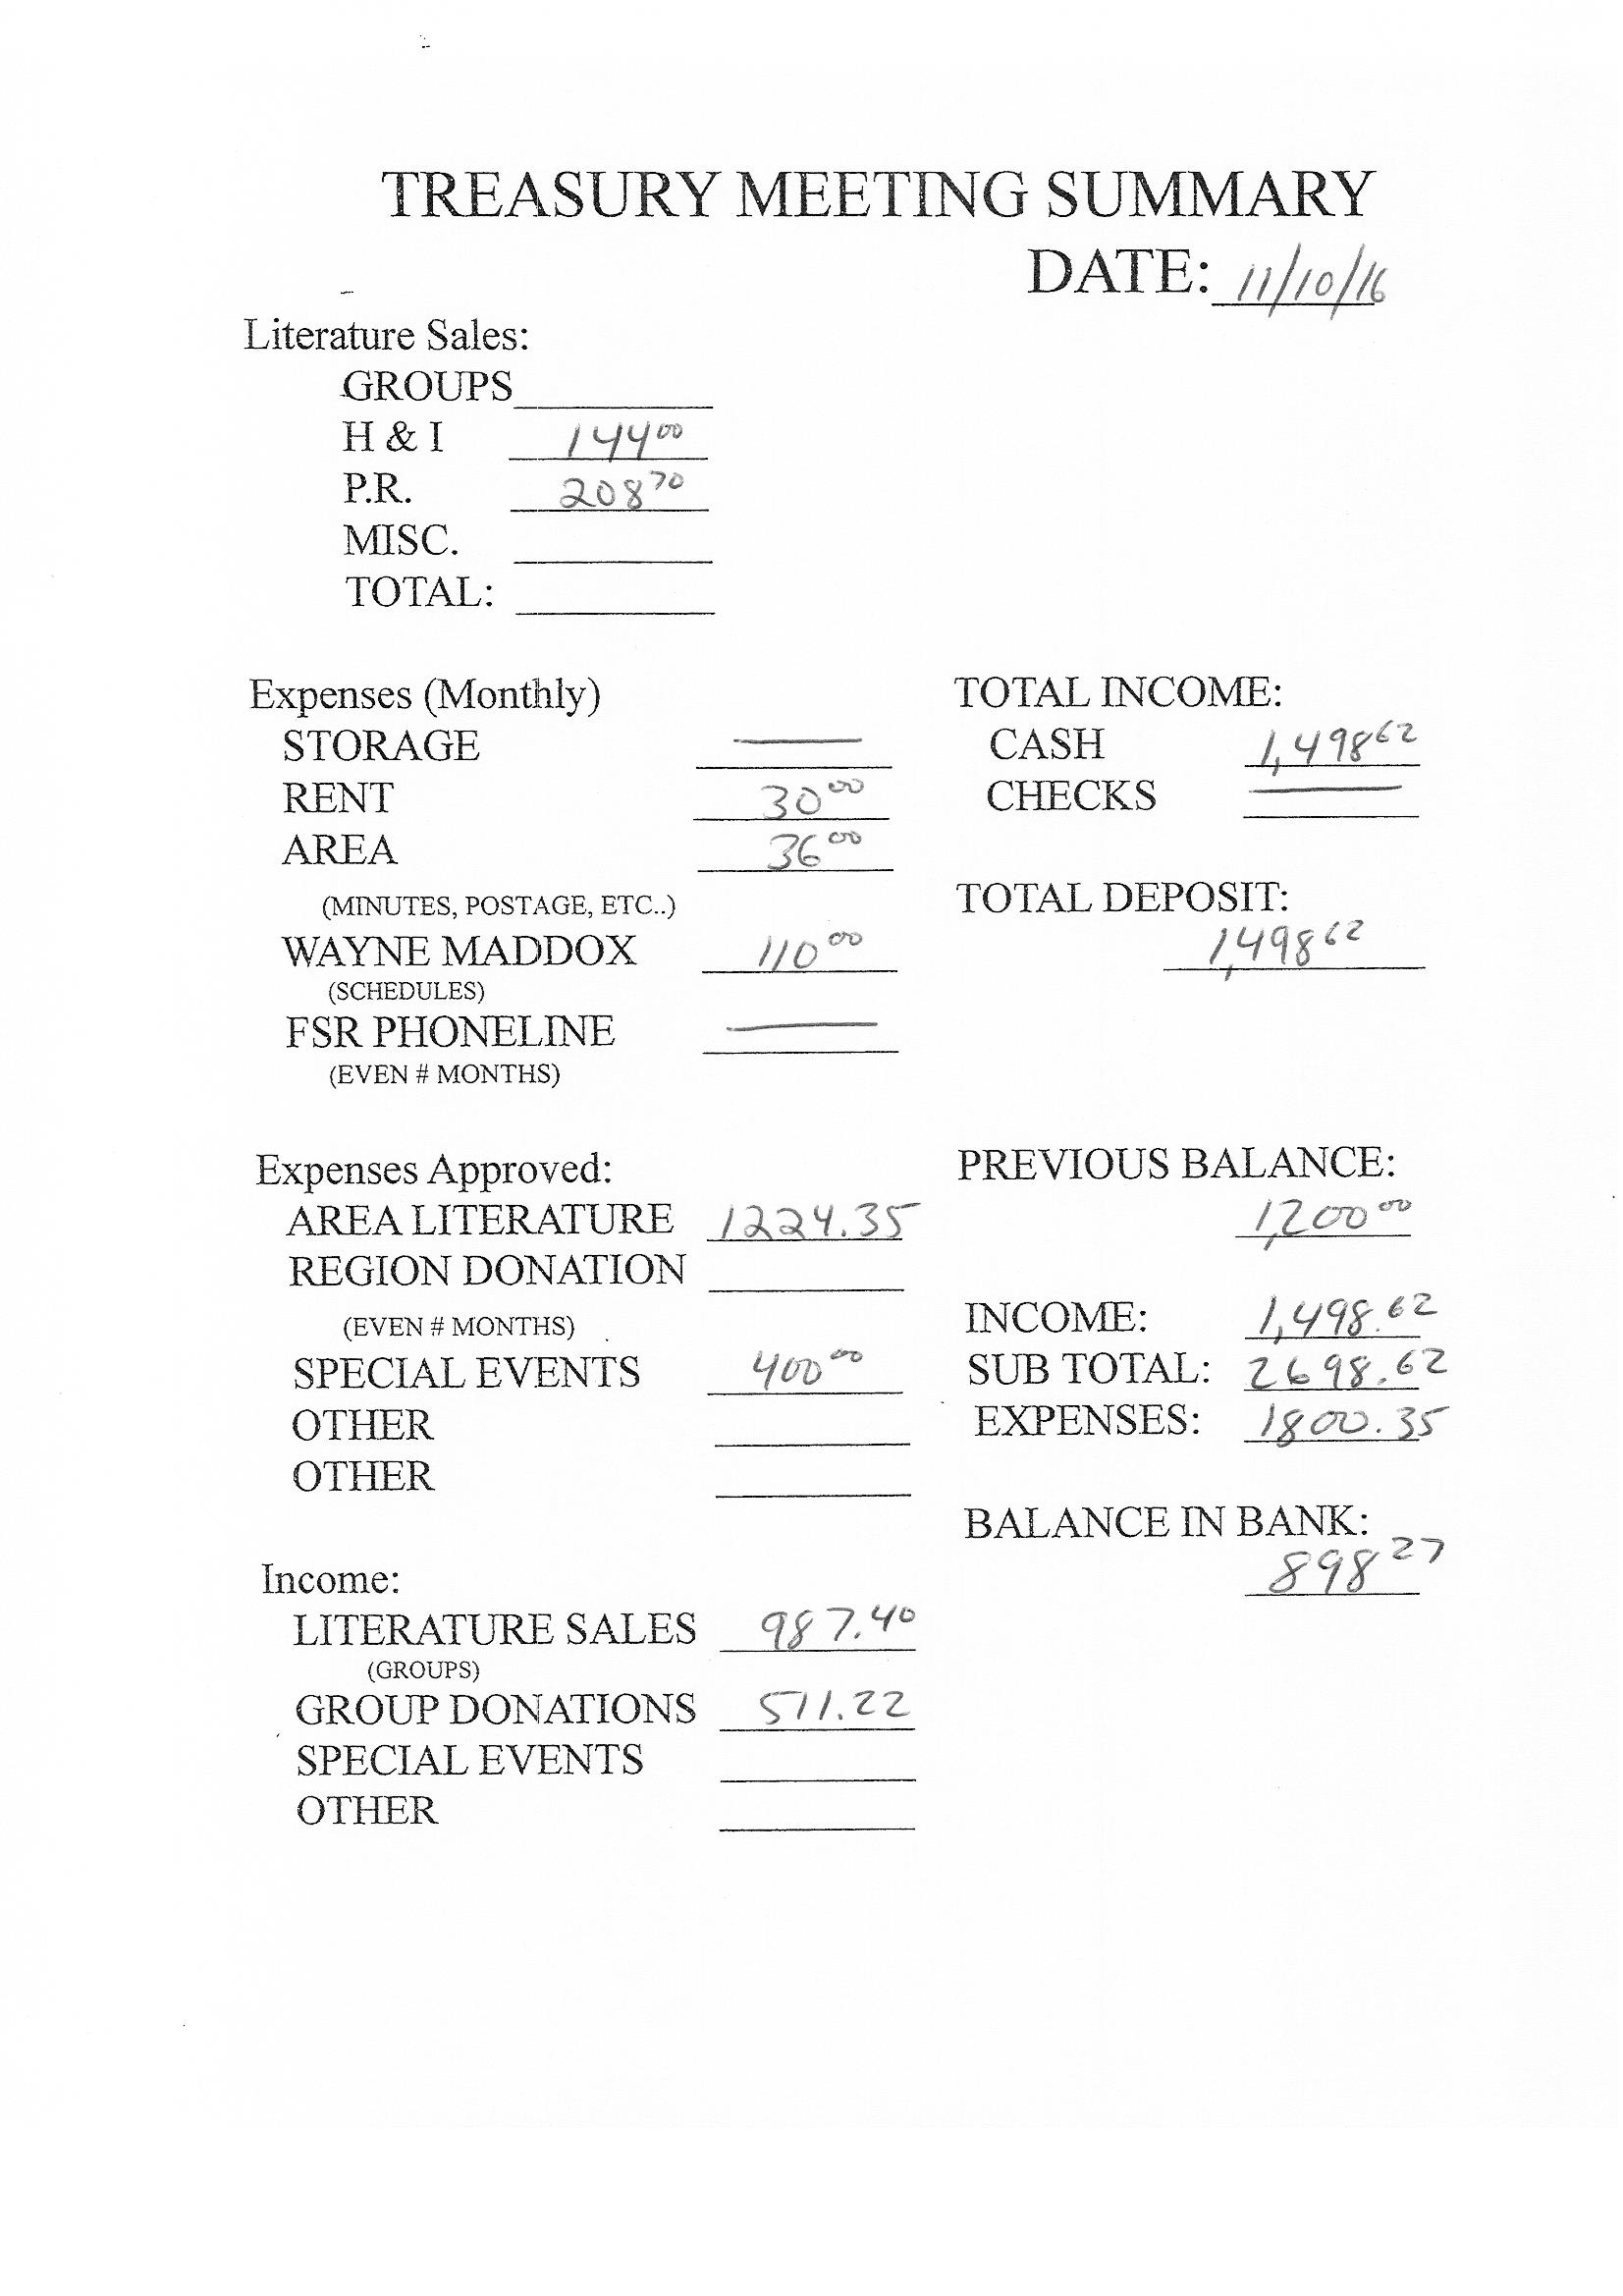 TREASURY MEETING SUMMARY
DATE: 11/10/16
Literature Sales:
GROUPS
H & I 144 00
P.R. 208 70
MISC.
TOTAL:
Expenses (Monthly)
STORAGE —
RENT 30 00
AREA 36 00
(MINUTES, POSTAGE, ETC..)
WAYNE MADDOX 110 00
(SCHEDULES)
FSR PHONELINE —
(EVEN # MONTHS)
TOTAL INCOME:
CASH 1,498 62
CHECKS —
TOTAL DEPOSIT:
1,498 62
Expenses Approved:
AREA LITERATURE 1224.35
REGION DONATION
(EVEN # MONTHS)
SPECIAL EVENTS 400 00
OTHER
OTHER
PREVIOUS BALANCE:
1,200 00
INCOME: 1,498.62
SUB TOTAL: 2698.62
EXPENSES: 1800.35
BALANCE IN BANK:
898 27
Income:
LITERATURE SALES 987.40
(GROUPS)
GROUP DONATIONS 511.22
SPECIAL EVENTS
OTHER